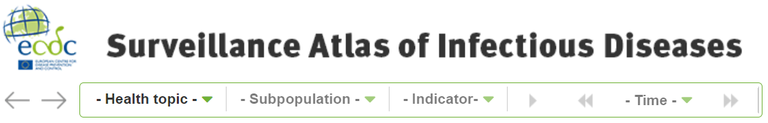 Surveillance Atlas of Infectious Diseases
ecdc
EUROPEAN CENTRE FOR
DISEASE PREVENTION
AND CONTROL
- Health topic - - Subpopulation - - Indicator- - Time -